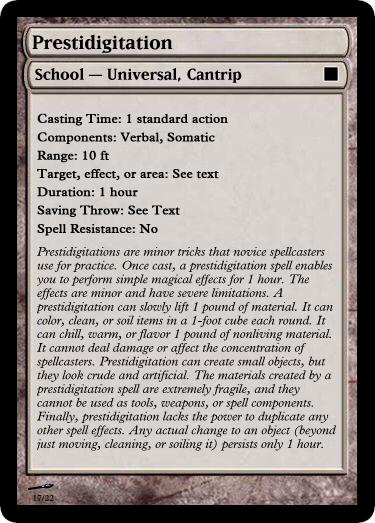 Prestidigitation
School — Universal, Cantrip
Casting Time: 1 standard action
Components: Verbal, Somatic
Range: 10 ft
Target, effect, or area: See text
Duration: 1 hour
Saving Throw: See Text
Spell Resistance: No
Prestidigitations are minor tricks that novice spellcasters
use for practice. Once cast, a prestidigitation spell enables
you to perform simple magical effects for 1 hour. The
effects are minor and have severe limitations. A
prestidigitation can slowly lift 1 pound of material. It can
color, clean, or soil items in a 1-foot cube each round. It
can chill, warm, or flavor 1 pound of nonliving material.
It cannot deal damage or affect the concentration of
spellcasters. Prestidigitation can create small objects, but
they look crude and artificial. The materials created by a
prestidigitation spell are extremely fragile, and they
cannot be used as tools, weapons, or spell components.
Finally, prestidigitation lacks the power to duplicate any
other spell effects. Any actual change to an object (beyond
just moving, cleaning, or soiling it) persists only 1 hour.
17/22